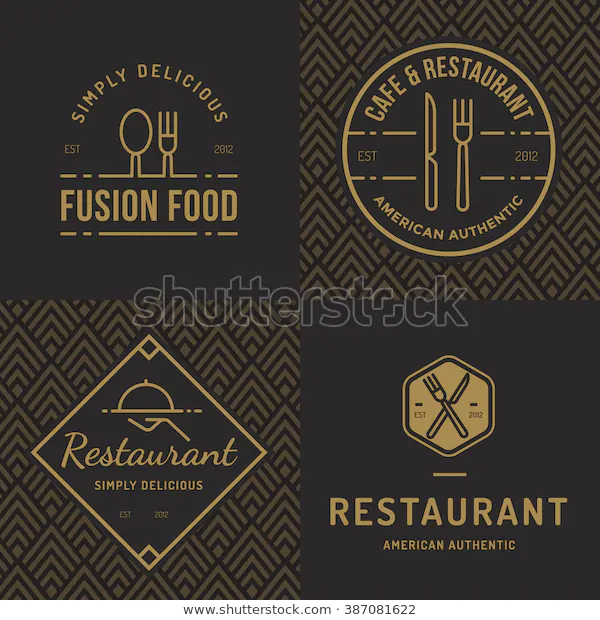 SIMPLY DELICIOUS
EST 2012
FUSION FOOD
CAFE & RESTAURANT
EST 2012
AMERICAN AUTHENTIC
shutterstock
Restaurant
SIMPLY DELICIOUS
EST 2012
EST 2012
RESTAURANT
AMERICAN AUTHENTIC
www.shutterstock.com · 387081622